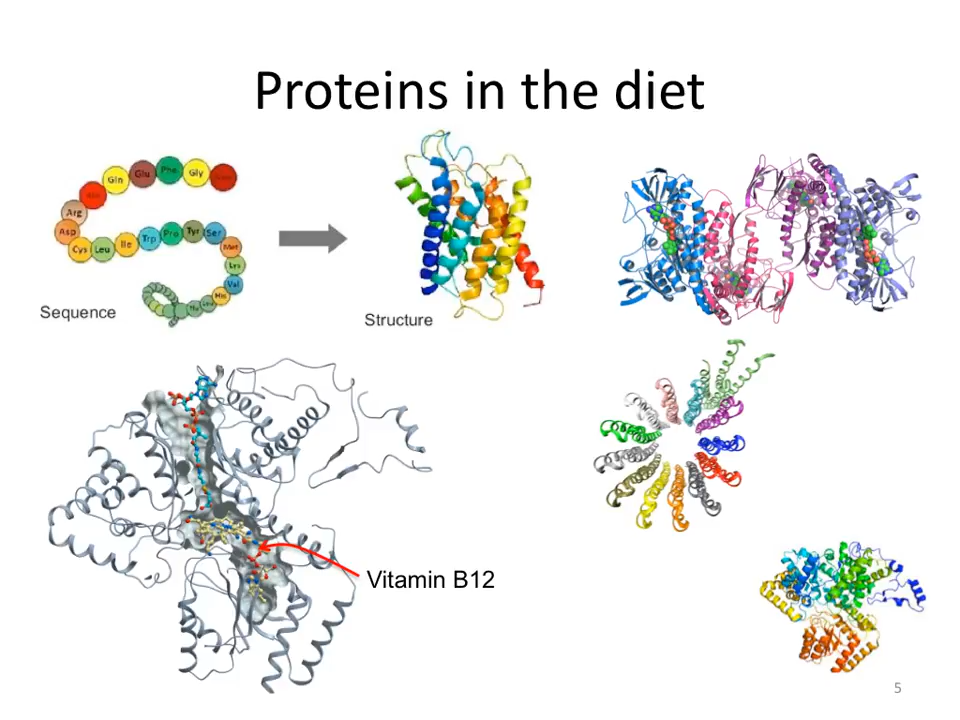 Proteins in the diet
Gln Glu Phe Gly
Arg
Asp
Cys Leu Ile Trp Pro Tyr Ser
Met
Lys
Val
His
Sequence
Structure
Vitamin B12
5